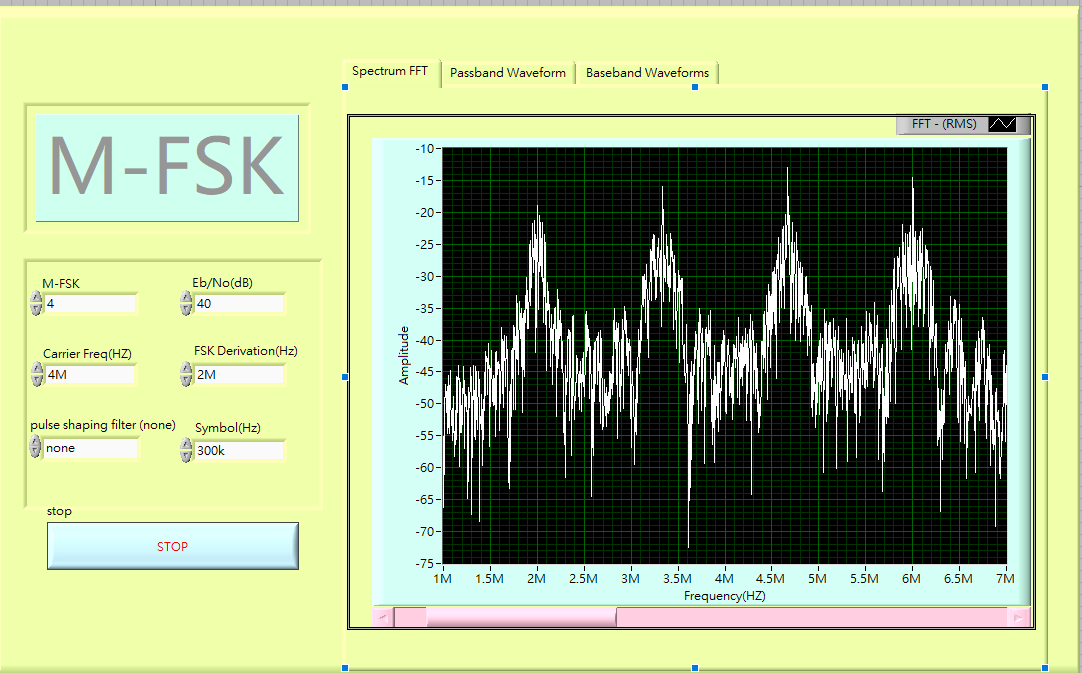 Spectrum FFT
Passband Waveform
Baseband Waveforms
M-FSK
M-FSK
4
Eb/No(dB)
40
Carrier Freq(HZ)
4M
FSK Derivation(Hz)
2M
pulse shaping filter (none)
none
Symbol(Hz)
300k
stop
STOP
FFT - (RMS)
Amplitude
-10
-15
-20
-25
-30
-35
-40
-45
-50
-55
-60
-65
-70
-75
1M 1.5M 2M 2.5M 3M 3.5M 4M 4.5M 5M 5.5M 6M 6.5M 7M
Frequency(HZ)